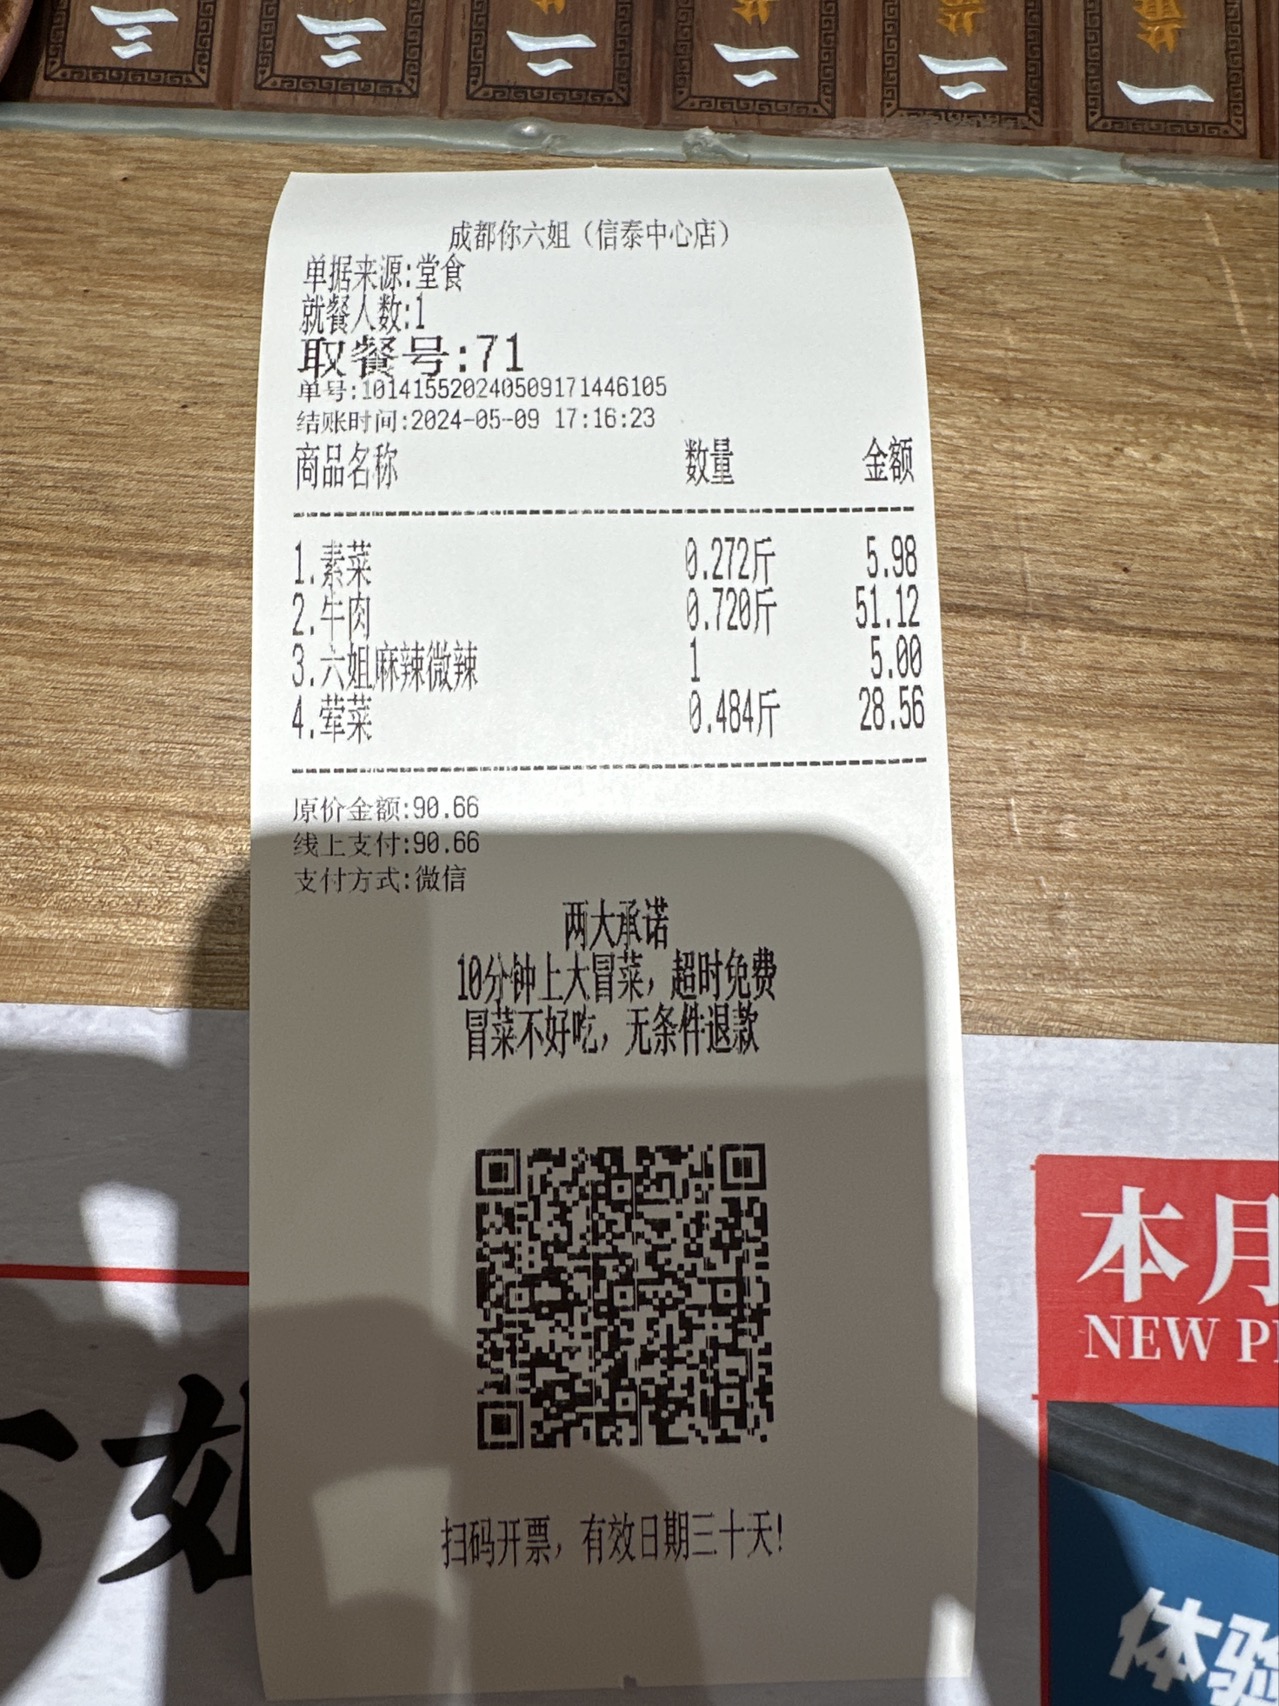 三
三
二
二
二
一
成都你六姐（信泰中心店）
单据来源:堂食
就餐人数:1
取餐号:71
单号:10141552024050917 1446105
结账时间:2024-05-09 17:16:23
商品名称 数量 金额
1.素菜 0.272斤 5.98
2.牛肉 0.720斤 51.12
3.六姐麻辣微辣 1 5.00
4.荤菜 0.484斤 28.56
原价金额:90.66
线上支付:90.66
支付方式:微信
两大承诺
10分钟上大冒菜，超时免费
冒菜不好吃，无条件退款
扫码开票，有效日期三十天!
本月
NEW
体验